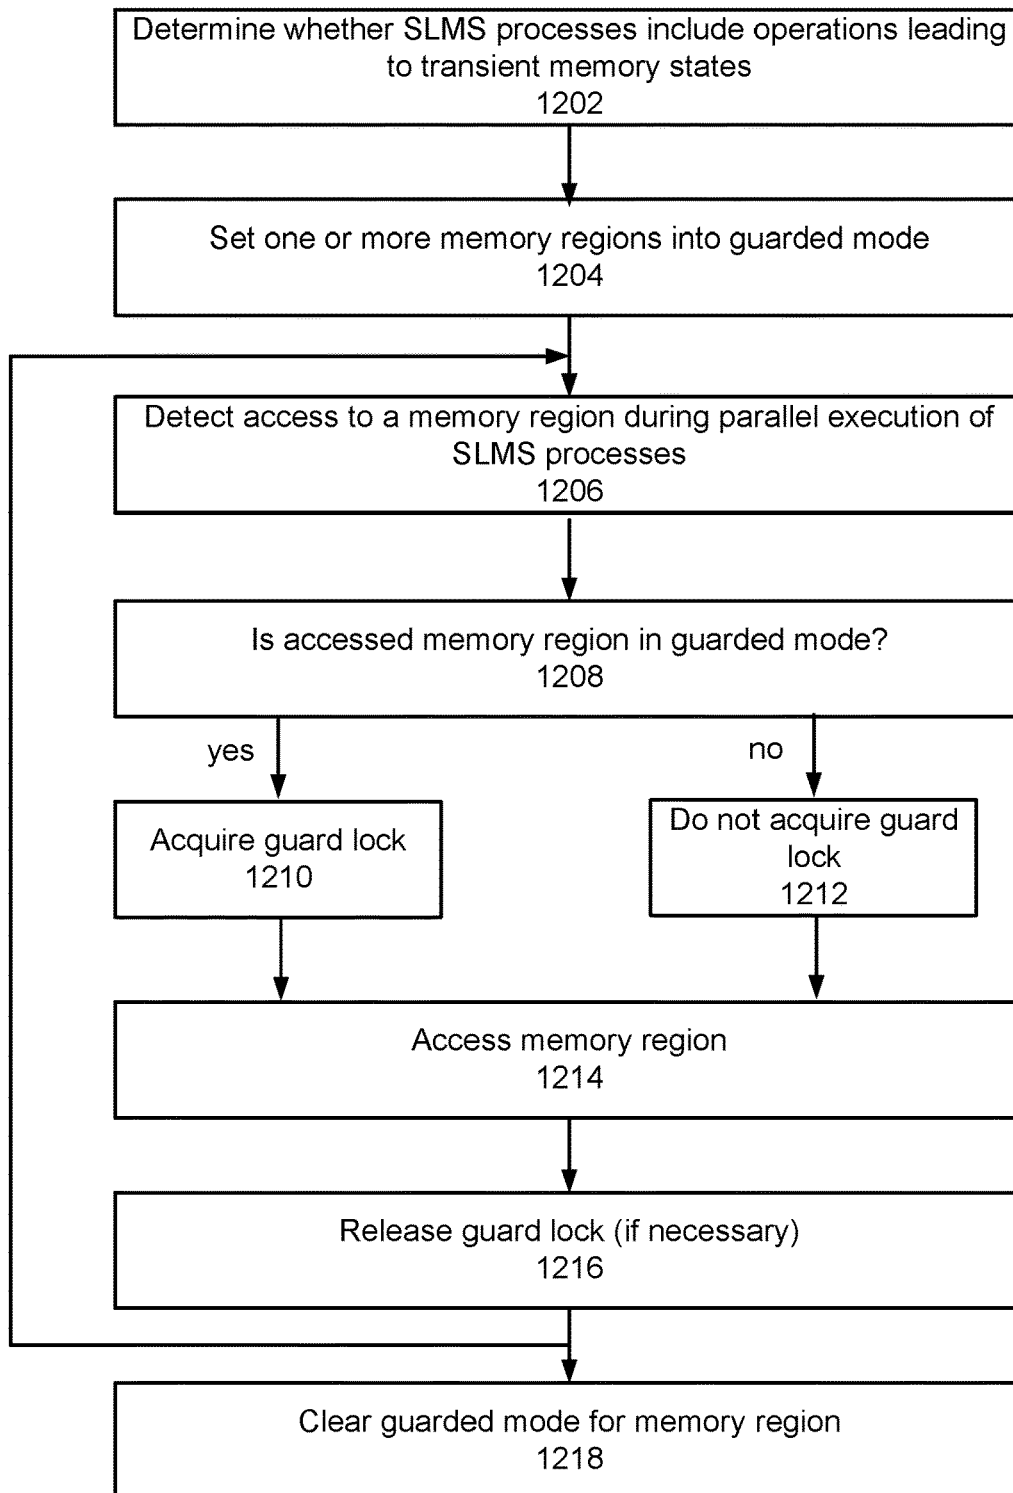 Determine whether SLMS processes include operations leading
to transient memory states
1202
Set one or more memory regions into guarded mode
1204
Detect access to a memory region during parallel execution of
SLMS processes
1206
Is accessed memory region in guarded mode?
1208
yes
no
Acquire guard lock
1210
Do not acquire guard
lock
1212
Access memory region
1214
Release guard lock (if necessary)
1216
Clear guarded mode for memory region
1218